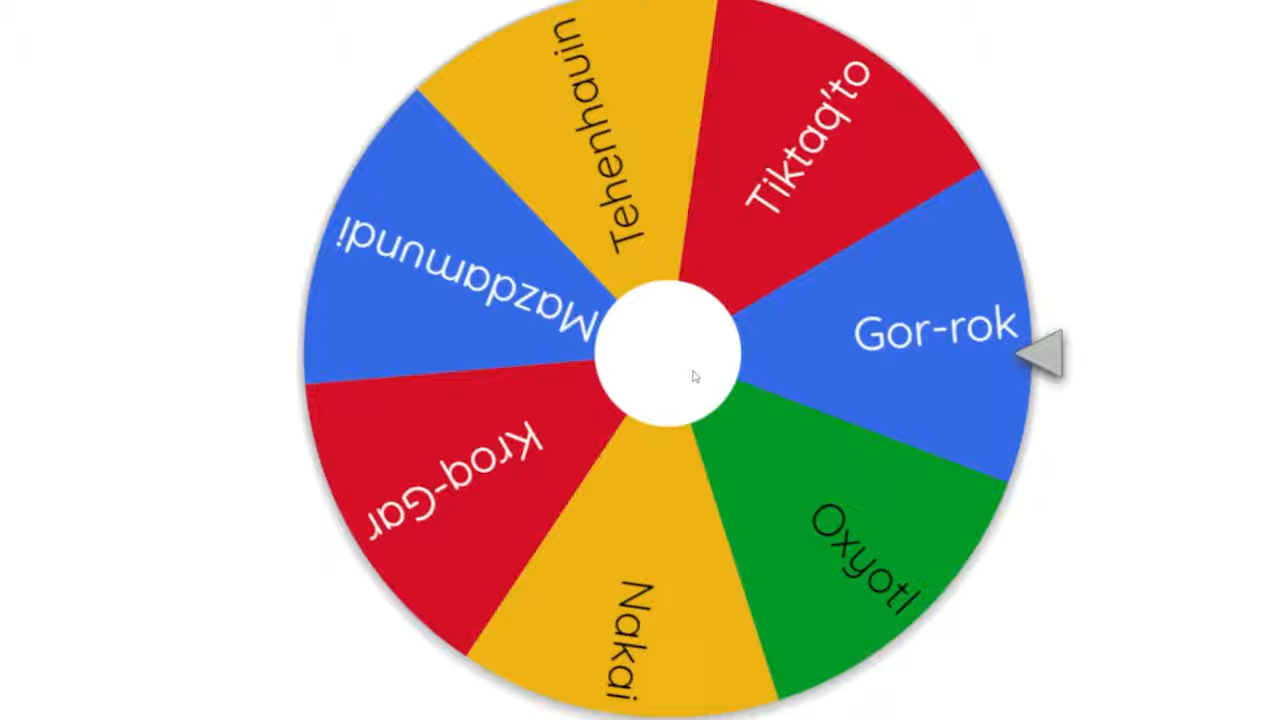 Tehenhauin
Tiktaq'to
Gor-rok
Oxyotl
Nakai
Kroq-Gar
Mazdamundi